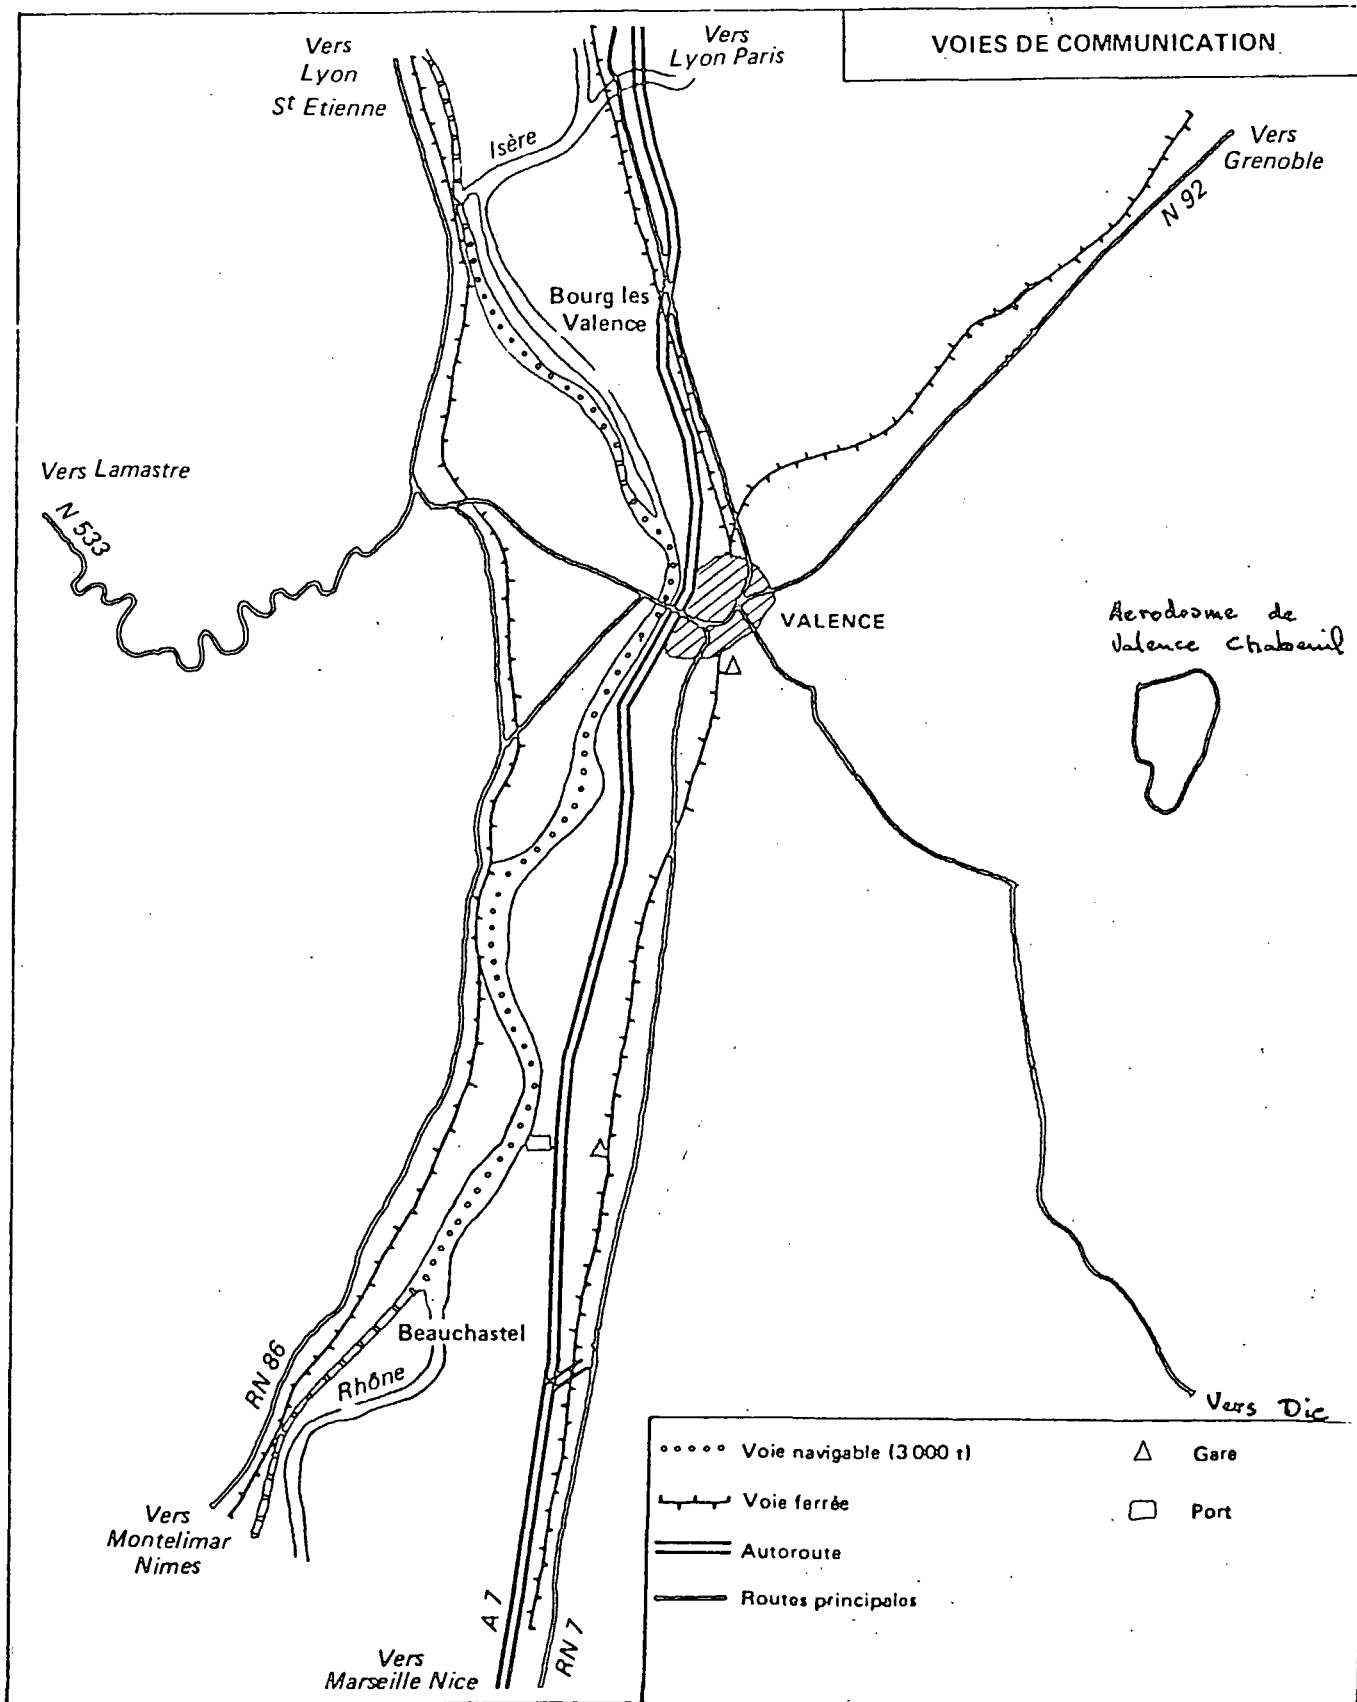 VOIES DE COMMUNICATION
Vers
Lyon
St Etienne
Vers
Lyon Paris
Isère
Vers
Grenoble
N 92
Bourg les
Valence
Vers Lamastre
N 533
VALENCE
Aerodrome de
Valence Chabeuil
Beauchastel
Rhône
RN 86
Vers
Montelimar
Nimes
Vers Die
A 7
RN 7
Vers
Marseille Nice
Voie navigable (3 000 t)
Gare
Voie ferrée
Port
Autoroute
Routes principales